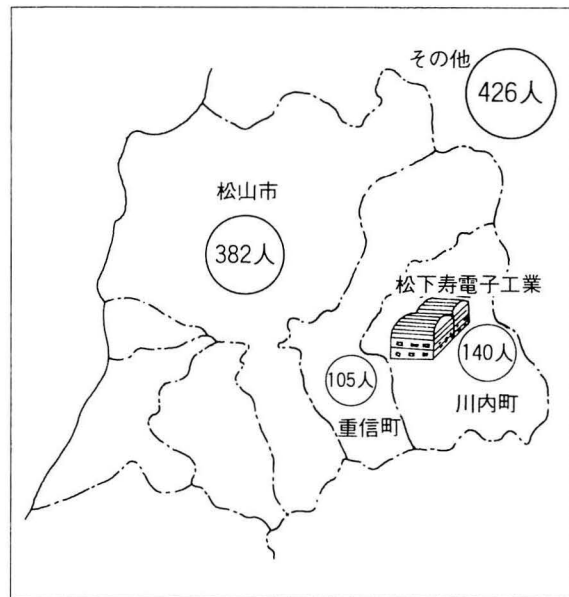 その他
426人
松山市
382人
松下寿電子工業
140人
105人
川内町
重信町